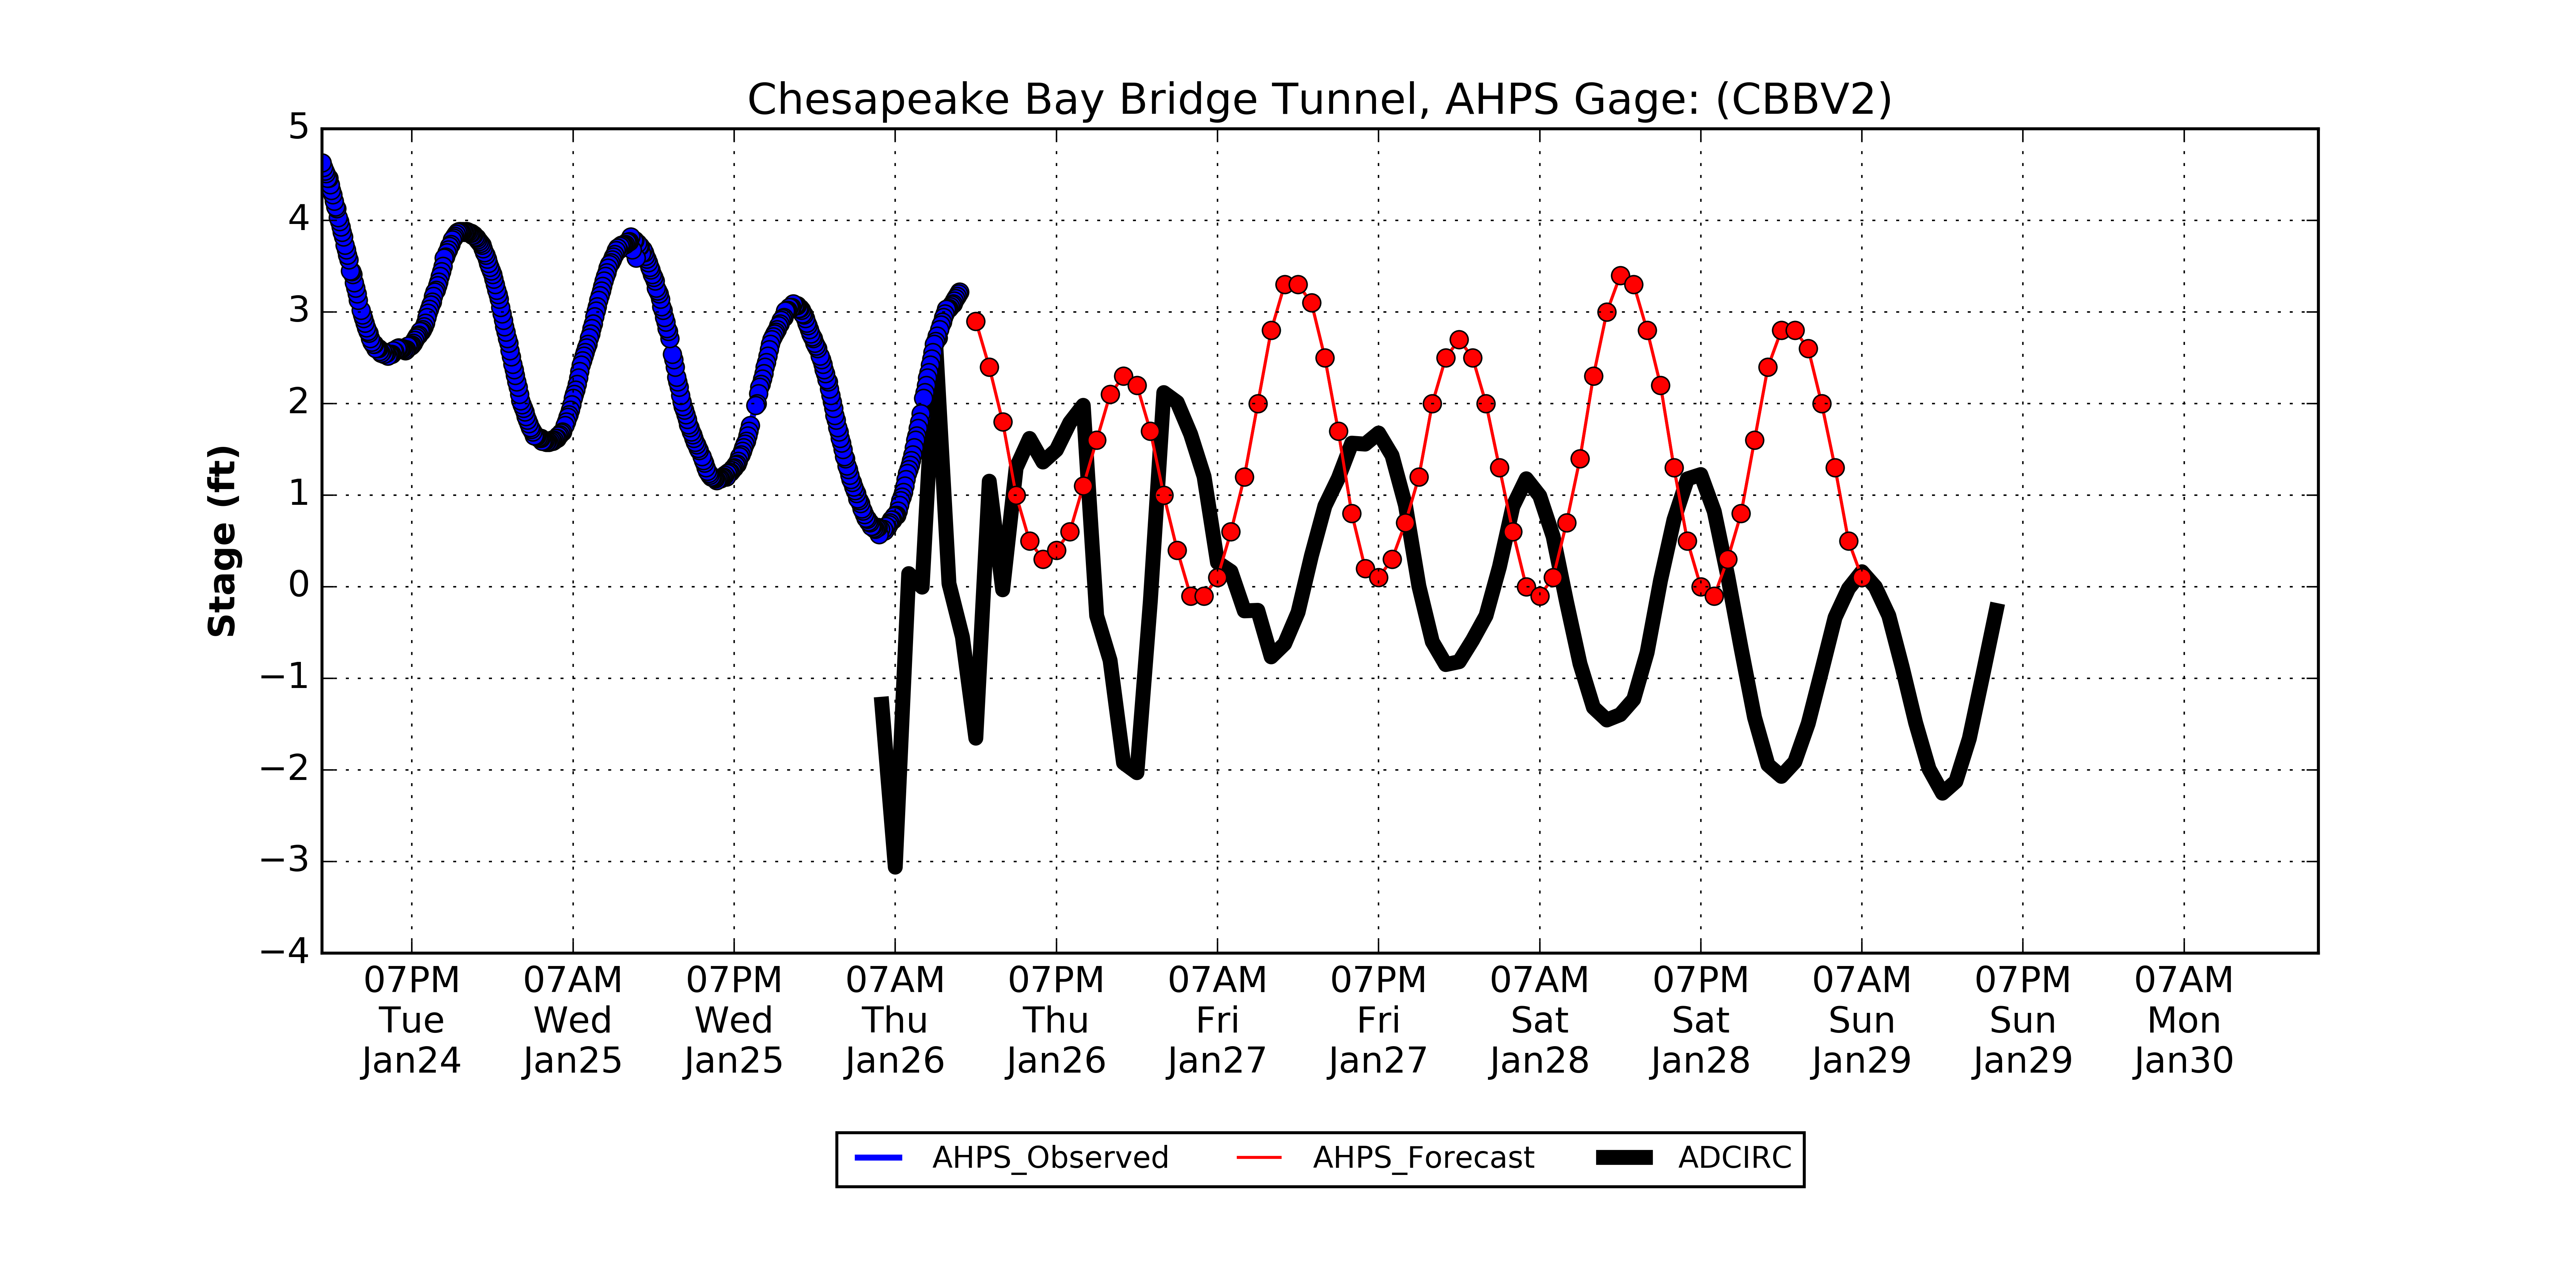 Chesapeake Bay Bridge Tunnel, AHPS Gage: (CBBV2)
Stage (ft)
5
4
3
2
1
0
−1
−2
−3
−4
07PM 07AM 07PM 07AM 07PM 07AM 07PM 07AM 07PM 07AM 07PM 07AM
Tue Wed Wed Thu Thu Fri Fri Sat Sat Sun Sun Mon
Jan24 Jan25 Jan25 Jan26 Jan26 Jan27 Jan27 Jan28 Jan28 Jan29 Jan29 Jan30
AHPS_Observed AHPS_Forecast ADCIRC